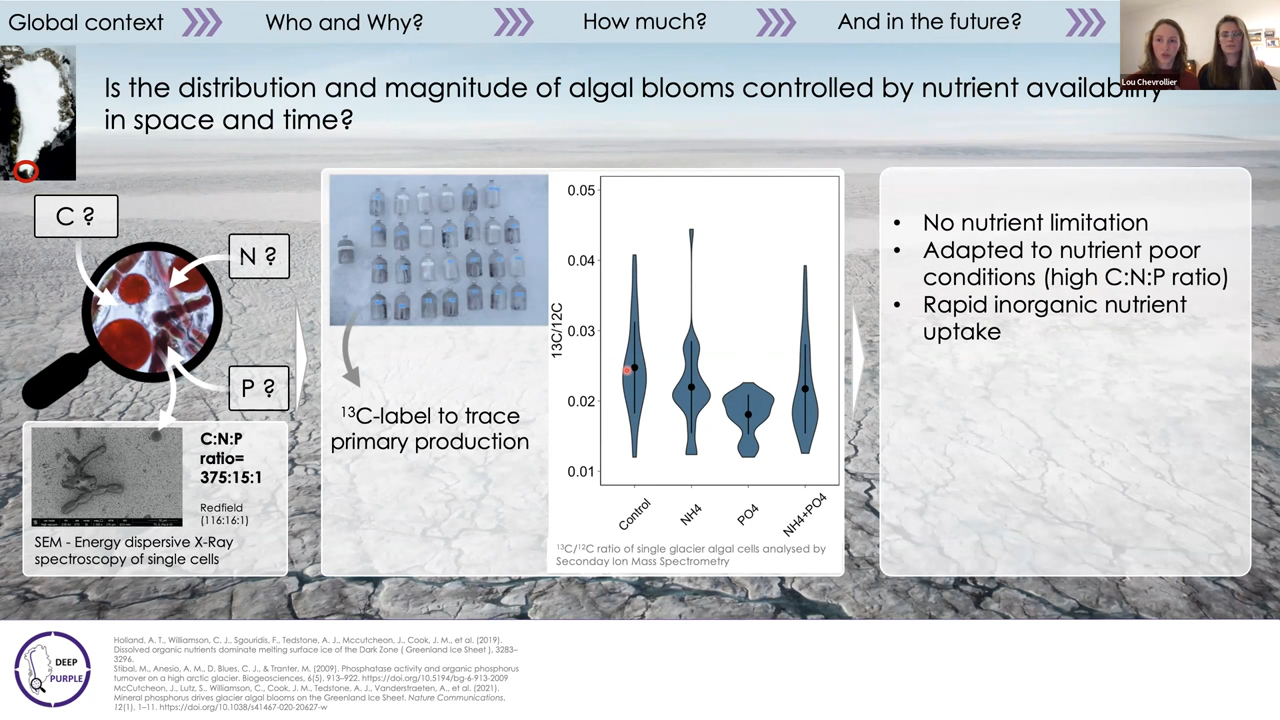 Global context
Who and Why?
How much?
And in the future?
Lou Chevrollier
Is the distribution and magnitude of algal blooms controlled by nutrient availability
in space and time?
C ?
N ?
P ?
C:N:P
ratio=
375:15:1
Redfield
(116:16:1)
SEM - Energy dispersive X-Ray
spectroscopy of single cells
¹³C-label to trace
primary production
13C/12C
0.05
0.04
0.03
0.02
0.01
Control
NH4
PO4
NH4+PO4
¹³C/¹²C ratio of single glacier algal cells analysed by
Seconday Ion Mass Spectrometry
• No nutrient limitation
• Adapted to nutrient poor
conditions (high C:N:P ratio)
• Rapid inorganic nutrient
uptake
DEEP
PURPLE
Holland, A. T., Williamson, C. J., Sgouridis, F., Tedstone, A. J., Mccutcheon, J., Cook, J. M., et al. (2019).
Dissolved organic nutrients dominate melting surface ice of the Dark Zone ( Greenland Ice Sheet ), 3283–
3296.
Stibal, M., Anesio, A. M., D. Blues, C. J., & Tranter, M. (2009). Phosphatase activity and organic phosphorus
turnover on a high arctic glacier. Biogeosciences, 6(5). 913–922. https://doi.org/10.5194/bg-6-913-2009
McCutcheon, J., Lutz, S., Williamson, C., Cook, J. M., Tedstone, A. J., Vanderstraeten, A., et al. (2021).
Mineral phosphorus drives glacier algal blooms on the Greenland Ice Sheet. Nature Communications,
12(1), 1–11. https://doi.org/10.1038/s41467-020-20627-w